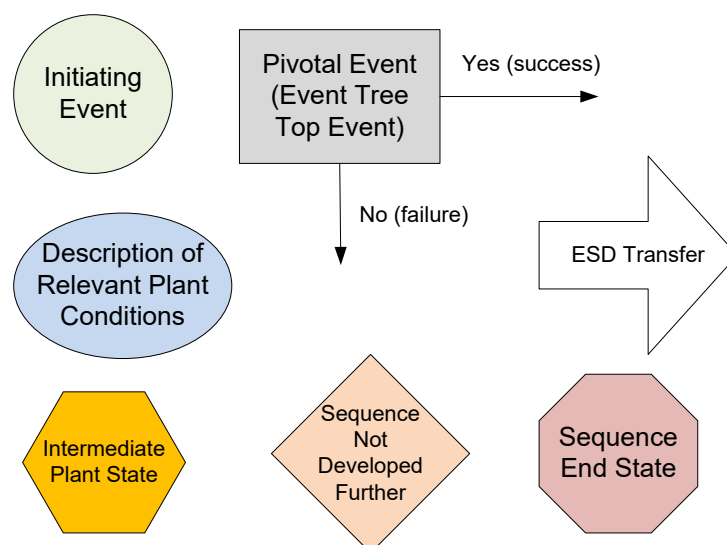 Initiating
Event
Pivotal Event
(Event Tree
Top Event)
Yes (success)
No (failure)
Description of
Relevant Plant
Conditions
ESD Transfer
Intermediate
Plant State
Sequence
Not
Developed
Further
Sequence
End State